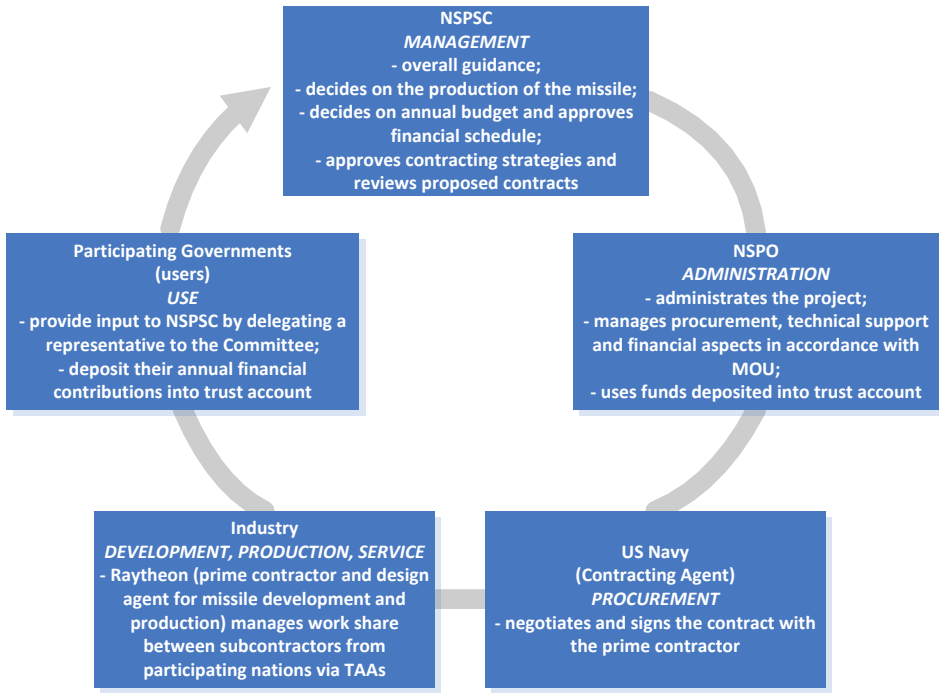 NSPSC
MANAGEMENT
- overall guidance;
- decides on the production of the missile;
- decides on annual budget and approves
financial schedule;
- approves contracting strategies and
reviews proposed contracts
Participating Governments
(users)
USE
- provide input to NSPSC by delegating a
representative to the Committee;
- deposit their annual financial
contributions into trust account
NSPO
ADMINISTRATION
- administrates the project;
- manages procurement, technical support
and financial aspects in accordance with
MOU;
- uses funds deposited into trust account
Industry
DEVELOPMENT, PRODUCTION, SERVICE
- Raytheon (prime contractor and design
agent for missile development and
production) manages work share
between subcontractors from
participating nations via TAAs
US Navy
(Contracting Agent)
PROCUREMENT
- negotiates and signs the contract with
the prime contractor